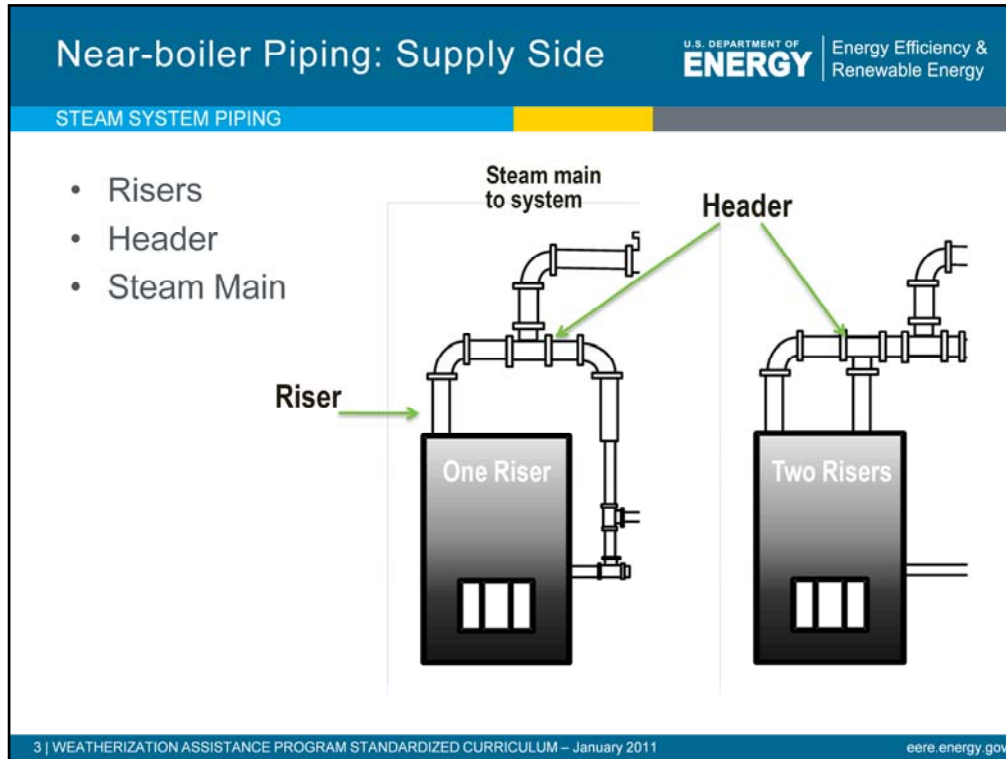 Near-boiler Piping: Supply Side
U.S. DEPARTMENT OF
ENERGY
Energy Efficiency &
Renewable Energy
STEAM SYSTEM PIPING
• Risers
• Header
• Steam Main
Steam main
to system
Header
Riser
One Riser
Two Risers
3 | WEATHERIZATION ASSISTANCE PROGRAM STANDARDIZED CURRICULUM – January 2011
eere.energy.gov